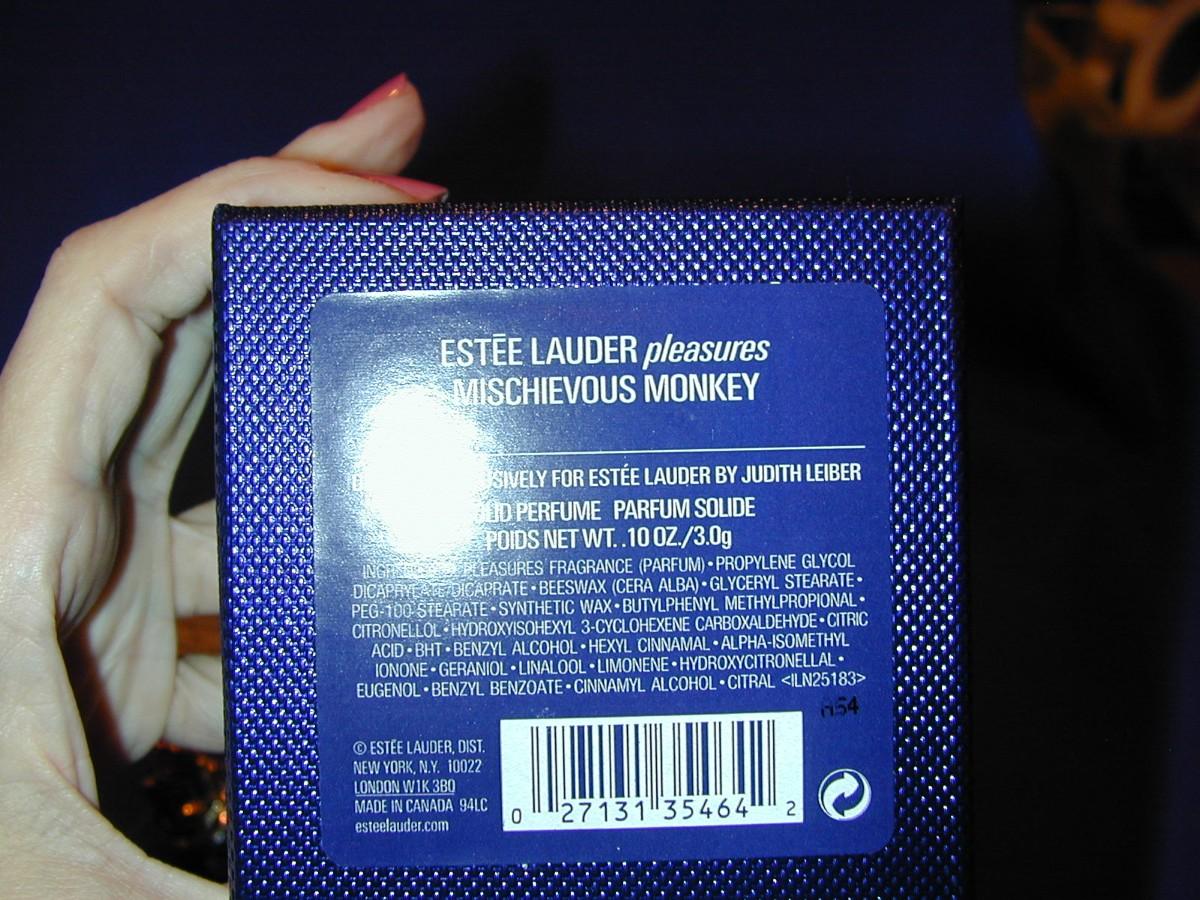 ESTĒE LAUDER pleasures
MISCHIEVOUS MONKEY
FOR ESTÉE LAUDER BY JUDITH LEIBER
PERFUME PARFUM SOLIDE
POIDS NET WT. .10 OZ./3.0g
PLEASURES FRAGRANCE (PARFUM) • PROPYLENE GLYCOL
DICAPRYLATE/DICAPRATE • BEESWAX (CERA ALBA) • GLYCERYL STEARATE •
PEG-100 STEARATE • SYNTHETIC WAX • BUTYLPHENYL METHYLPROPIONAL •
CITRONELLOL • HYDROXYISOHEXYL 3-CYCLOHEXENE CARBOXALDEHYDE • CITRIC
ACID • BHT • BENZYL ALCOHOL • HEXYL CINNAMAL • ALPHA-ISOMETHYL
IONONE • GERANIOL • LINALOOL • LIMONENE • HYDROXYCITRONELLAL •
EUGENOL • BENZYL BENZOATE • CINNAMYL ALCOHOL • CITRAL <ILN25183>
© ESTÉE LAUDER, DIST.
NEW YORK, N.Y. 10022
LONDON W1K 3BQ
MADE IN CANADA 94LC
esteelauder.com
0 27131 35464 2